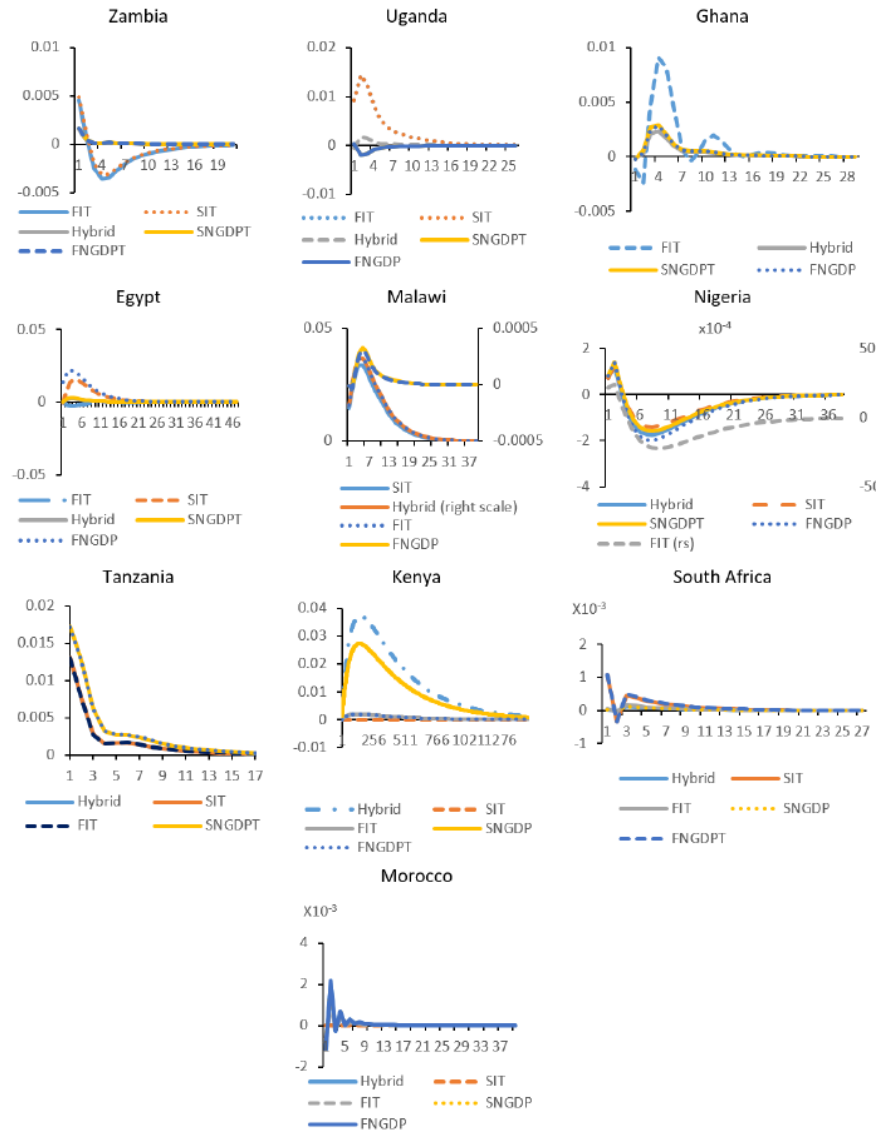 Zambia Uganda Ghana
0.01 0.02 0.01
0.005 0.01 0.005
0 0 0
1 4 7 10 13 16 19 1 4 7 10 13 16 19 22 25 1 4 7 10 13 16 19 22 25 28
-0.005 -0.01 -0.005
FIT SIT FIT SIT FIT Hybrid
Hybrid SNGDPT Hybrid SNGDPT SNGDPT FNGDP
FNGDPT FNGDP
Egypt Malawi Nigeria
x10⁻⁴
0.05 0.05 0.0005 2 50
0 0 0 0
1 6 11 16 21 26 31 36 41 46 1 6 11 16 21 26 31 36
-2
-0.05 0 -0.0005 -4 -50
1 7 13 19 25 31 37
FIT SIT SIT Hybrid SIT
Hybrid SNGDPT Hybrid (right scale) SNGDPT FNGDP
FNGDP FIT FIT (rs)
FNGDP
Tanzania Kenya South Africa
X10⁻³
0.02 0.04 2
0.015 0.03 1
0.01 0.02 0
0.005 0.01 1 3 5 7 9 11 13 15 17 19 21 23 25 27
0 0 -1
1 3 5 7 9 11 13 15 17 1 256 511 766 1021 1276
-0.01
Hybrid SIT Hybrid SIT Hybrid SIT
FIT SNGDPT FIT SNGDP FIT SNGDP
FNGDPT FNGDPT
Morocco
X10⁻³
4
2
0
1 5 9 13 17 21 25 29 33 37
-2
Hybrid SIT
FIT SNGDP
FNGDP